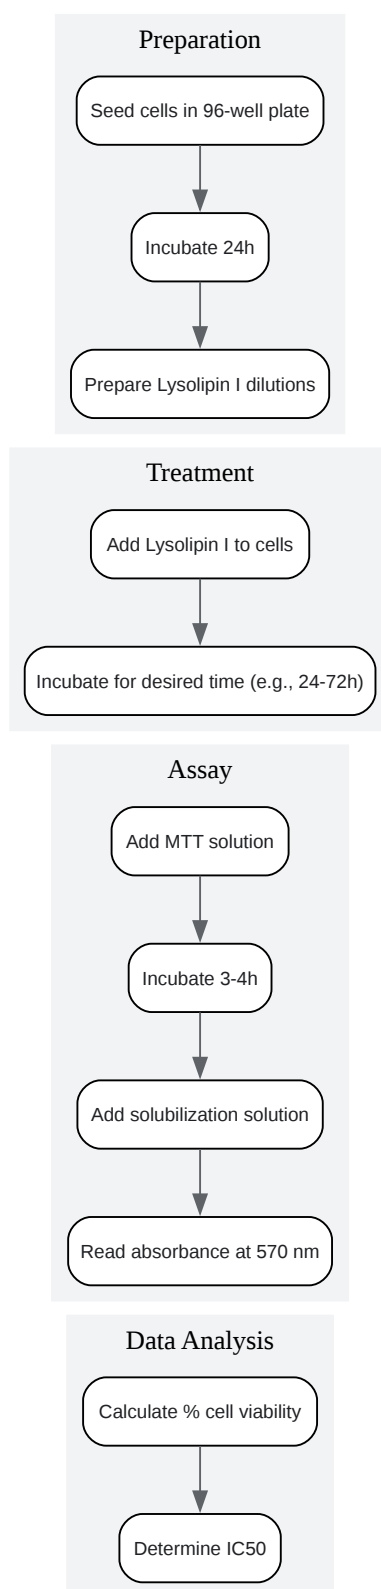 Preparation
Seed cells in 96-well plate
Incubate 24h
Prepare Lysolipin I dilutions
Treatment
Add Lysolipin I to cells
Incubate for desired time (e.g., 24-72h)
Assay
Add MTT solution
Incubate 3-4h
Add solubilization solution
Read absorbance at 570 nm
Data Analysis
Calculate % cell viability
Determine IC50